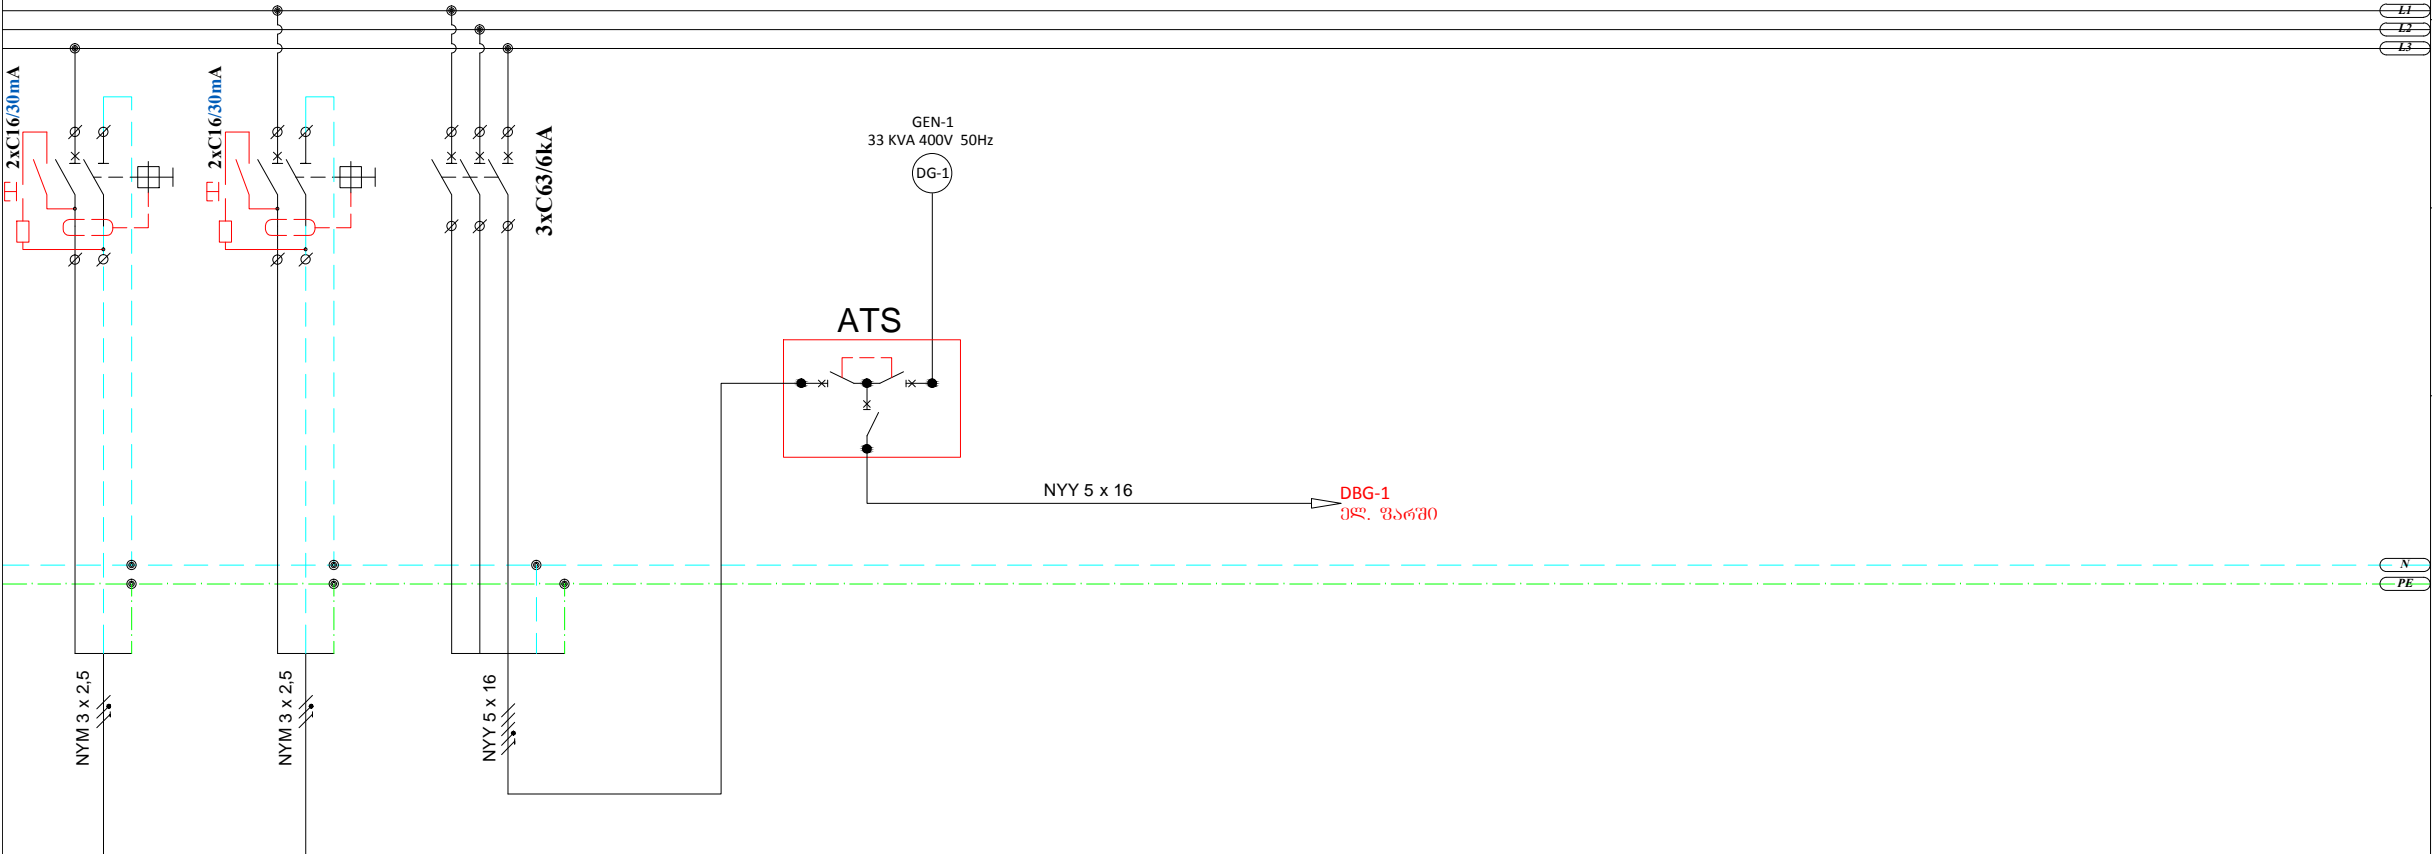 L1
L2
L3
2xC16/30mA
2xC16/30mA
3xC63/6kA
GEN-1
33 KVA 400V 50Hz
DG-1
ATS
NYY 5 x 16
DBG-1
ელ. ფარში
N
PE
NYM 3 x 2,5
NYM 3 x 2,5
NYY 5 x 16